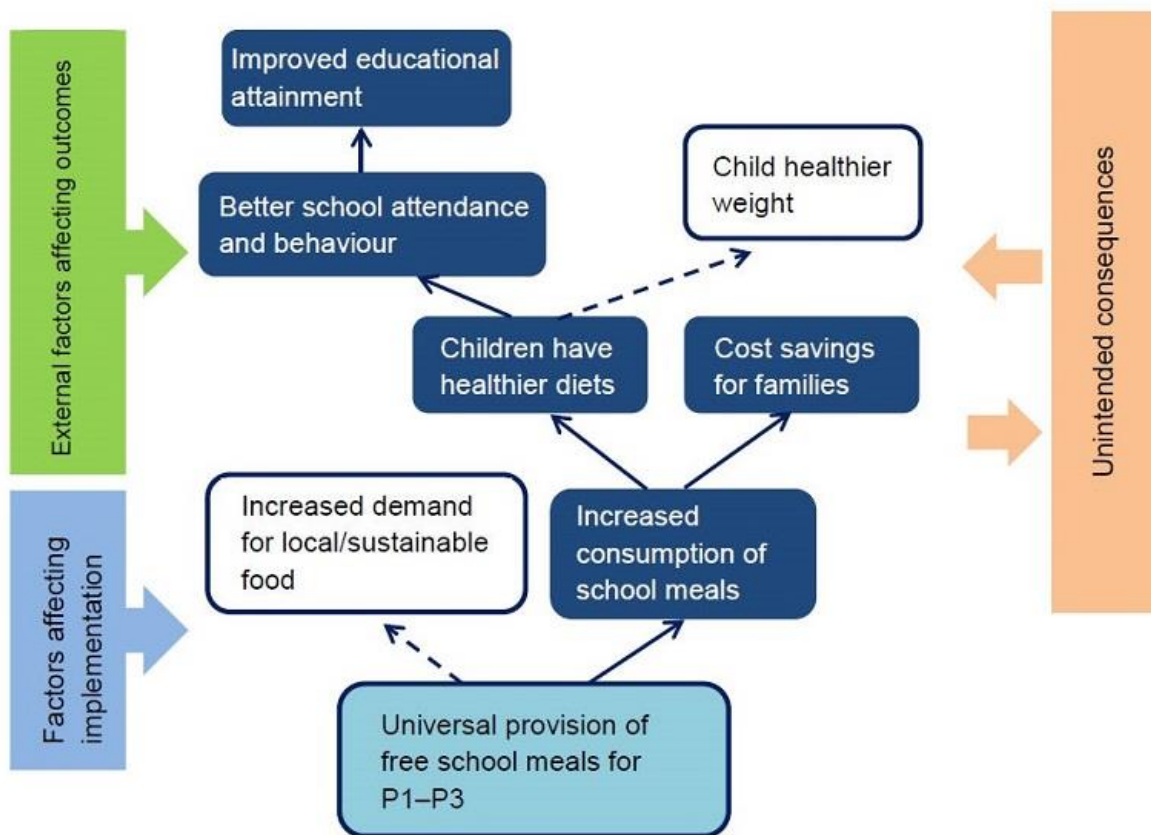 External factors affecting outcomes
Factors affecting
implementation
Improved educational
attainment
Better school attendance
and behaviour
Child healthier
weight
Children have
healthier diets
Cost savings
for families
Increased demand
for local/sustainable
food
Increased
consumption of
school meals
Universal provision of
free school meals for
P1–P3
Unintended consequences